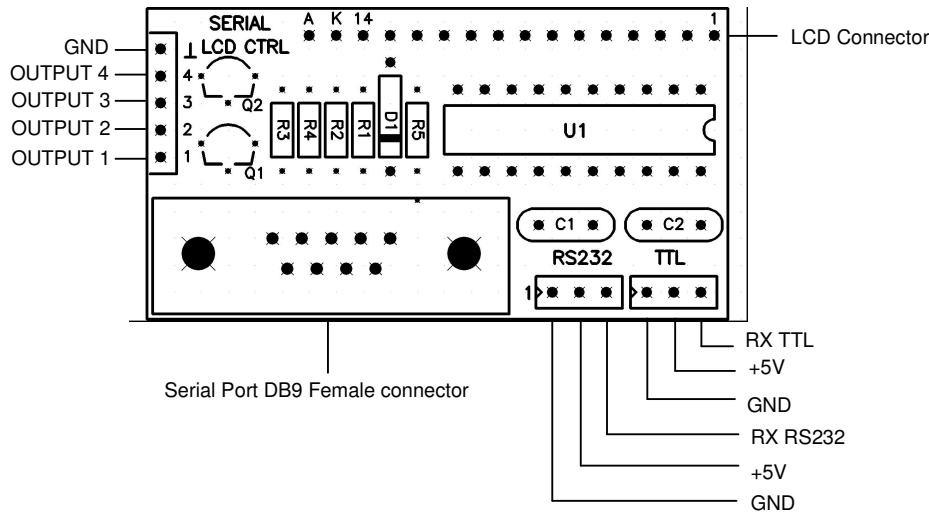 SERIAL
LCD CTRL
A K 14
1
LCD Connector
GND
OUTPUT 4
OUTPUT 3
OUTPUT 2
OUTPUT 1
⊥
4
3
2
1
Q2
Q1
R3
R4
R2
R1
D1
R5
U1
C1
C2
RS232
TTL
1
RX TTL
+5V
GND
RX RS232
+5V
GND
Serial Port DB9 Female connector